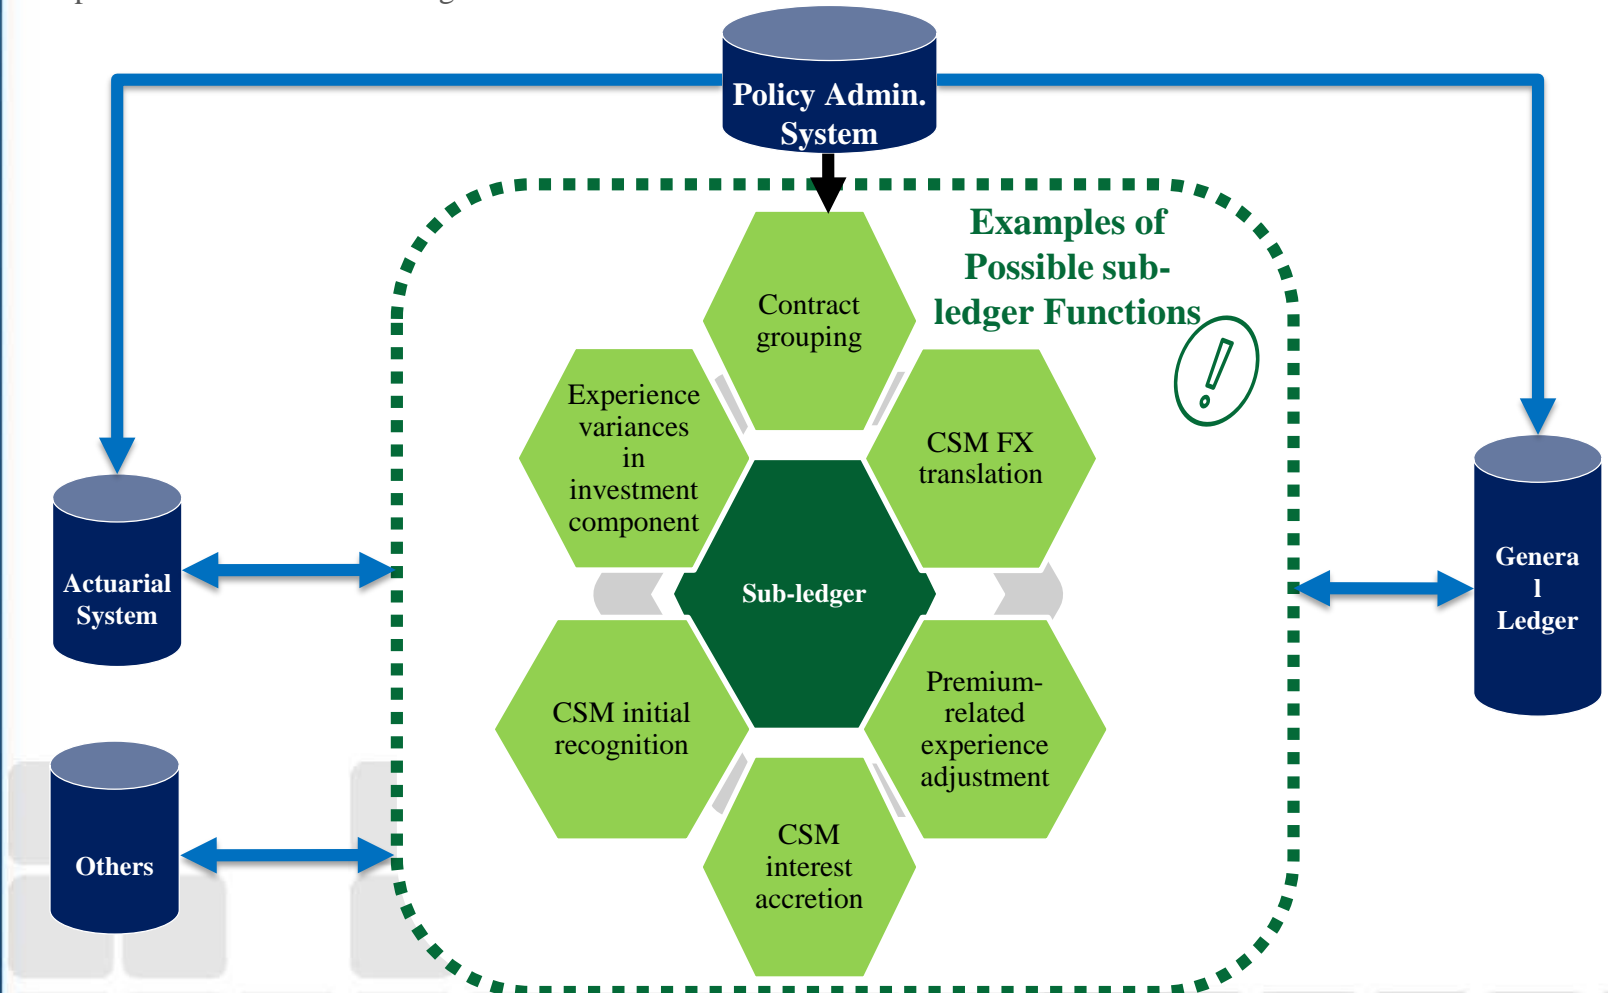 Policy Admin.
System
Examples of
Possible sub-
ledger Functions
Contract
grouping
Experience
variances
in
investment
component
CSM FX
translation
Sub-ledger
Actuarial
System
Genera
l
Ledger
CSM initial
recognition
Premium-
related
experience
adjustment
CSM
interest
accretion
Others